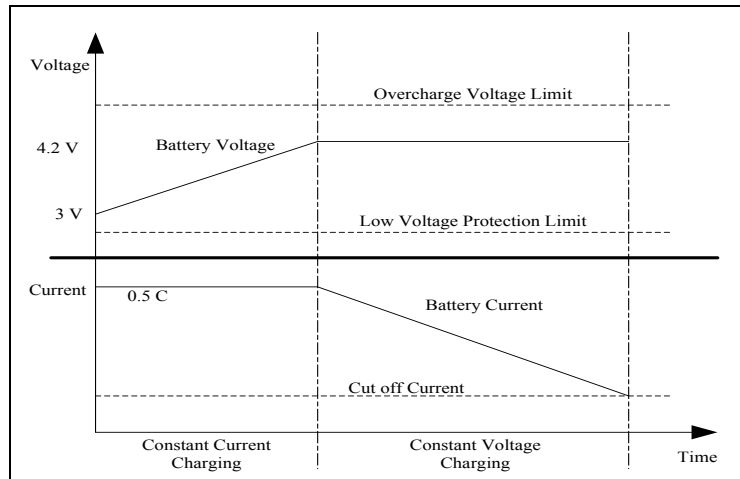 Voltage
Overcharge Voltage Limit
4.2 V
Battery Voltage
3 V
Low Voltage Protection Limit
Current
0.5 C
Battery Current
Cut off Current
Constant Current
Charging
Constant Voltage
Charging
Time